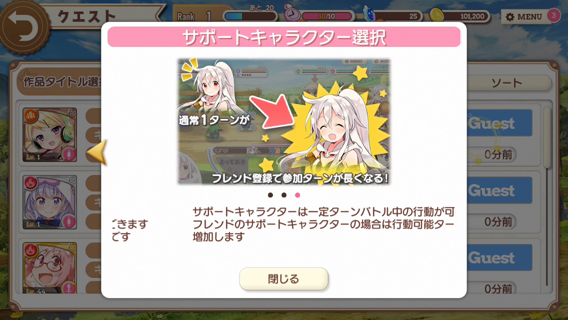 クエスト
Rank 1
あと 20
/10
25
101,200
MENU
3
サポートキャラクター選択
作品タイトル選
ソート
通常1ターンが
フレンド登録で参加ターンが長くなる!
Lv.1
Guest
0分前
Lv.1
Guest
0分前
Guest
0分前
サポートキャラクターは一定ターンバトル中の行動が可
できます
フレンドのサポートキャラクターの場合は行動可能ター
です
増加します
閉じる